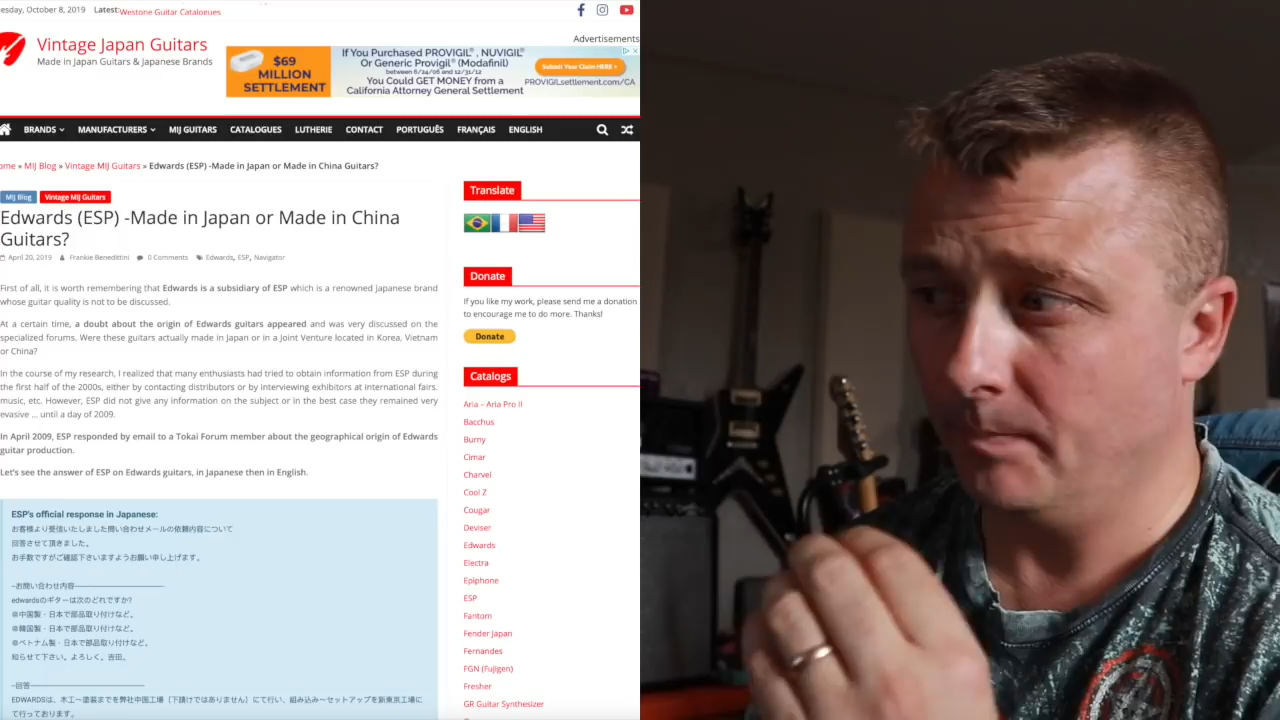 esday, October 8, 2019
Latest:
Westone Guitar Catalogues
Vintage Japan Guitars
Made in Japan Guitars & Japanese Brands
Advertisements
$69
MILLION
SETTLEMENT
If You Purchased PROVIGIL®, NUVIGIL®
Or Generic Provigil® (Modafinil)
between 6/24/06 and 12/31/12
You Could GET MONEY from a
California Attorney General Settlement
Submit Your Claim HERE >
PROVIGILsettlement.com/CA
BRANDS MANUFACTURERS MIJ GUITARS CATALOGUES LUTHERIE CONTACT PORTUGUÊS FRANÇAIS ENGLISH
ome » MIJ Blog » Vintage MIJ Guitars » Edwards (ESP) -Made in Japan or Made in China Guitars?
MIJ Blog Vintage MIJ Guitars
Edwards (ESP) -Made in Japan or Made in China
Guitars?
April 20, 2019 Frankie Benedittini 0 Comments Edwards, ESP, Navigator
First of all, it is worth remembering that Edwards is a subsidiary of ESP which is a renowned Japanese brand
whose guitar quality is not to be discussed.
At a certain time, a doubt about the origin of Edwards guitars appeared and was very discussed on the
specialized forums. Were these guitars actually made in Japan or in a Joint Venture located in Korea, Vietnam
or China?
In the course of my research, I realized that many enthusiasts had tried to obtain information from ESP during
the first half of the 2000s, either by contacting distributors or by interviewing exhibitors at international fairs.
music, etc. However, ESP did not give any information on the subject or in the best case they remained very
evasive ... until a day of 2009.
In April 2009, ESP responded by email to a Tokai Forum member about the geographical origin of Edwards
guitar production.
Let's see the answer of ESP on Edwards guitars, in Japanese then in English.
ESP's official response in Japanese:
お客様より受信いたしました問い合わせメールの依頼内容について
回答させて頂きました。
お手数ですがご確認下さいますようお願い申し上げます。
–お問い合わせ内容————————————–
edwardsのギターは次のどれですか?
※中国製・日本で部品取り付けなど。
※韓国製・日本で部品取り付けなど。
※ベトナム製・日本で部品取り付けなど。
知らせて下さい。よろしく。吉田。
–回答————————————————–
EDWARDSは、木工〜塗装までを弊社中国工場（下請けではありません）にて行い、組み込み〜セットアップを新東京工場に
て行っております。
Translate
Donate
If you like my work, please send me a donation
to encourage me to do more. Thanks!
Donate
Catalogs
Aria – Aria Pro II
Bacchus
Burny
Cimar
Charvel
Cool Z
Cougar
Deviser
Edwards
Electra
Epiphone
ESP
Fantom
Fender Japan
Fernandes
FGN (Fujigen)
Fresher
GR Guitar Synthesizer